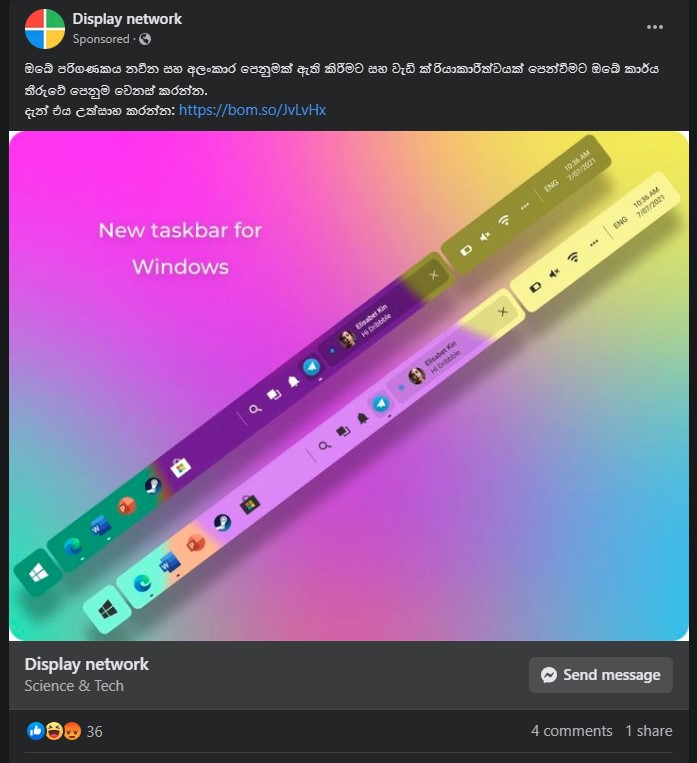 Display network
Sponsored ·
ඔබේ පරිගණකය නවීන සහ අලංකාර පෙනුමක් ඇති කිරීමට සහ වැඩි ක්රියාකාරීත්වයක් පෙන්වීමට ඔබේ කාර්ය
තීරුවේ පෙනුම වෙනස් කරන්න.
දැන් එය උත්සාහ කරන්න: https://bom.so/JvLvHx
New taskbar for
Windows
Elisabet Kin
Hi Dribbble
ENG
10:36 AM
7/07/2021
Elisabet Kin
Hi Dribbble
ENG
10:36 AM
7/07/2021
Display network
Science & Tech
Send message
36
4 comments 1 share